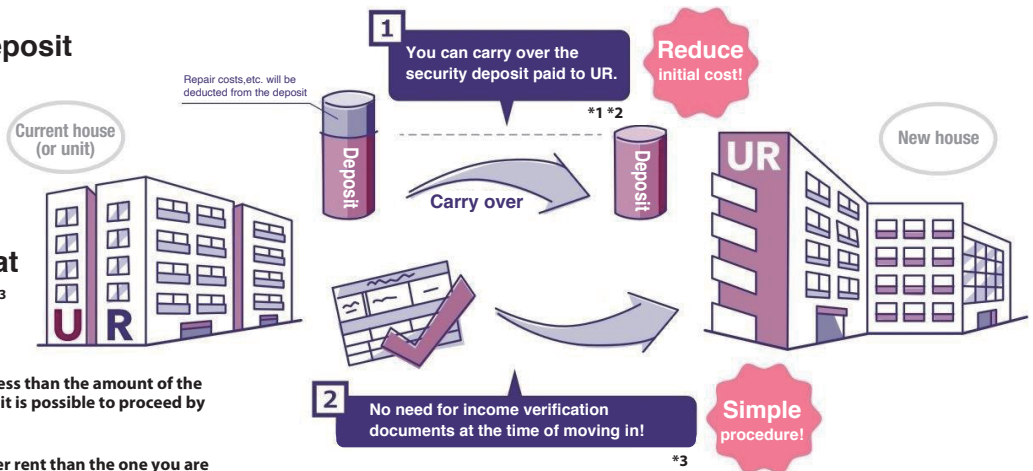 eposit
1
You can carry over the
security deposit paid to UR.
Reduce
initial cost!
Repair costs,etc. will be
deducted from the deposit
*1 *2
Current house
(or unit)
Deposit
Carry over
Deposit
UR
New house
at
3
U R
ess than the amount of the
it is possible to proceed by
2
No need for income verification
documents at the time of moving in!
*3
Simple
procedure!
er rent than the one you are